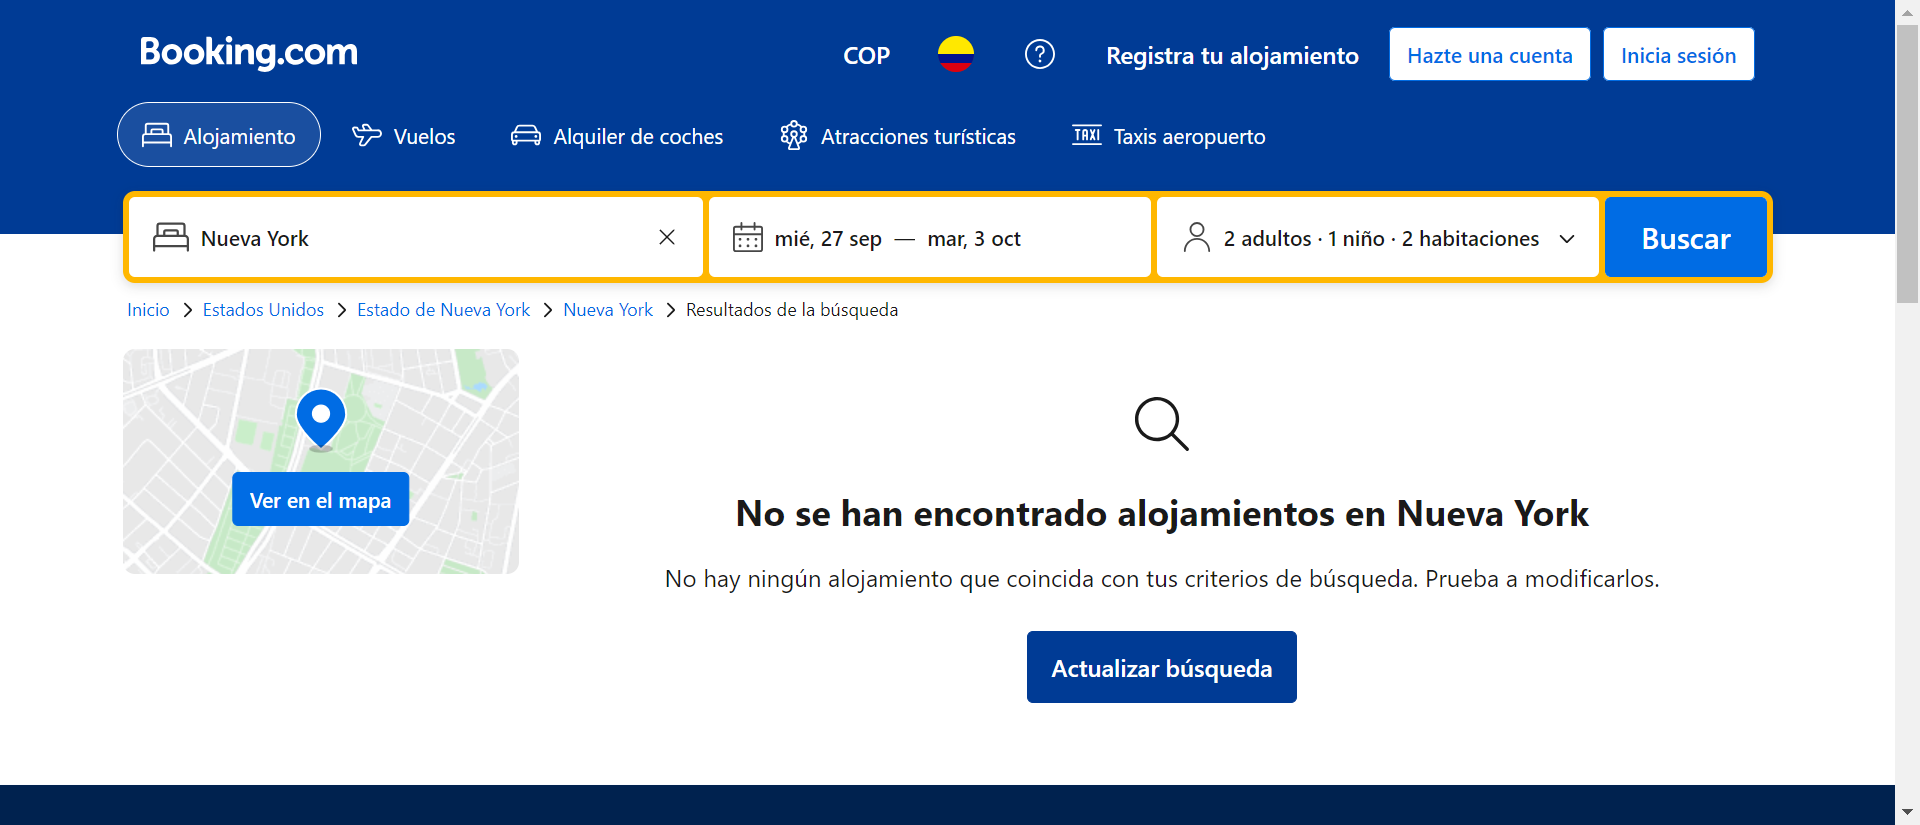 Booking.com
COP
Registra tu alojamiento
Hazte una cuenta
Inicia sesión
Alojamiento
Vuelos
Alquiler de coches
Atracciones turísticas
TAXI Taxis aeropuerto
Nueva York
mié, 27 sep — mar, 3 oct
2 adultos · 1 niño · 2 habitaciones
Buscar
Inicio > Estados Unidos > Estado de Nueva York > Nueva York > Resultados de la búsqueda
Ver en el mapa
No se han encontrado alojamientos en Nueva York
No hay ningún alojamiento que coincida con tus criterios de búsqueda. Prueba a modificarlos.
Actualizar búsqueda